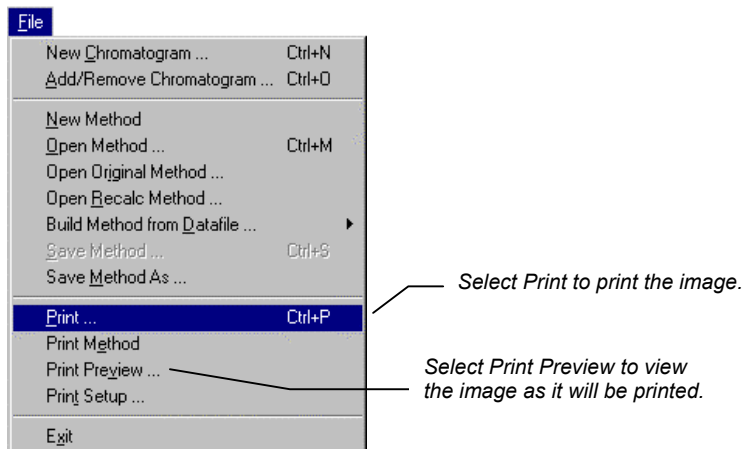 File
New Chromatogram ... Ctrl+N
Add/Remove Chromatogram ... Ctrl+O
New Method
Open Method ... Ctrl+M
Open Original Method ...
Open Recalc Method ...
Build Method from Datafile ...
Save Method ... Ctrl+S
Save Method As ...
Print ... Ctrl+P
Print Method
Print Preview ...
Print Setup ...
Exit
Select Print to print the image.
Select Print Preview to view
the image as it will be printed.